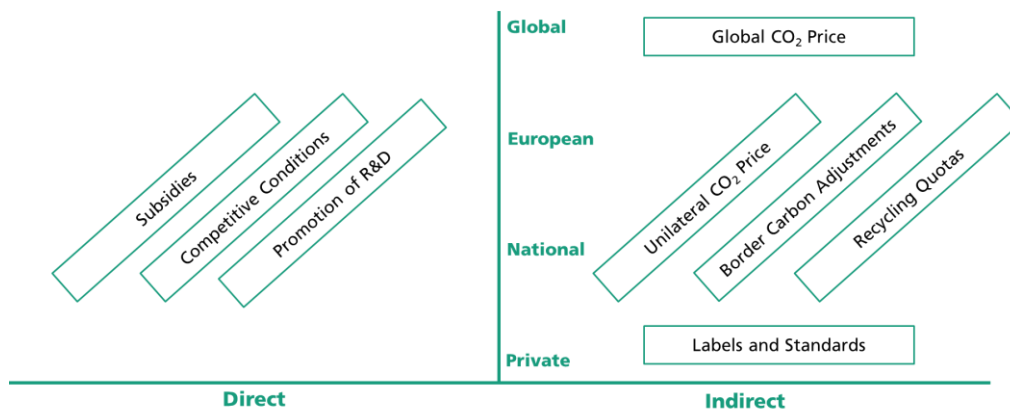 Global
Global CO₂ Price
European
Subsidies
Competitive Conditions
Promotion of R&D
Unilateral CO₂ Price
Border Carbon Adjustments
Recycling Quotas
National
Labels and Standards
Private
Direct
Indirect